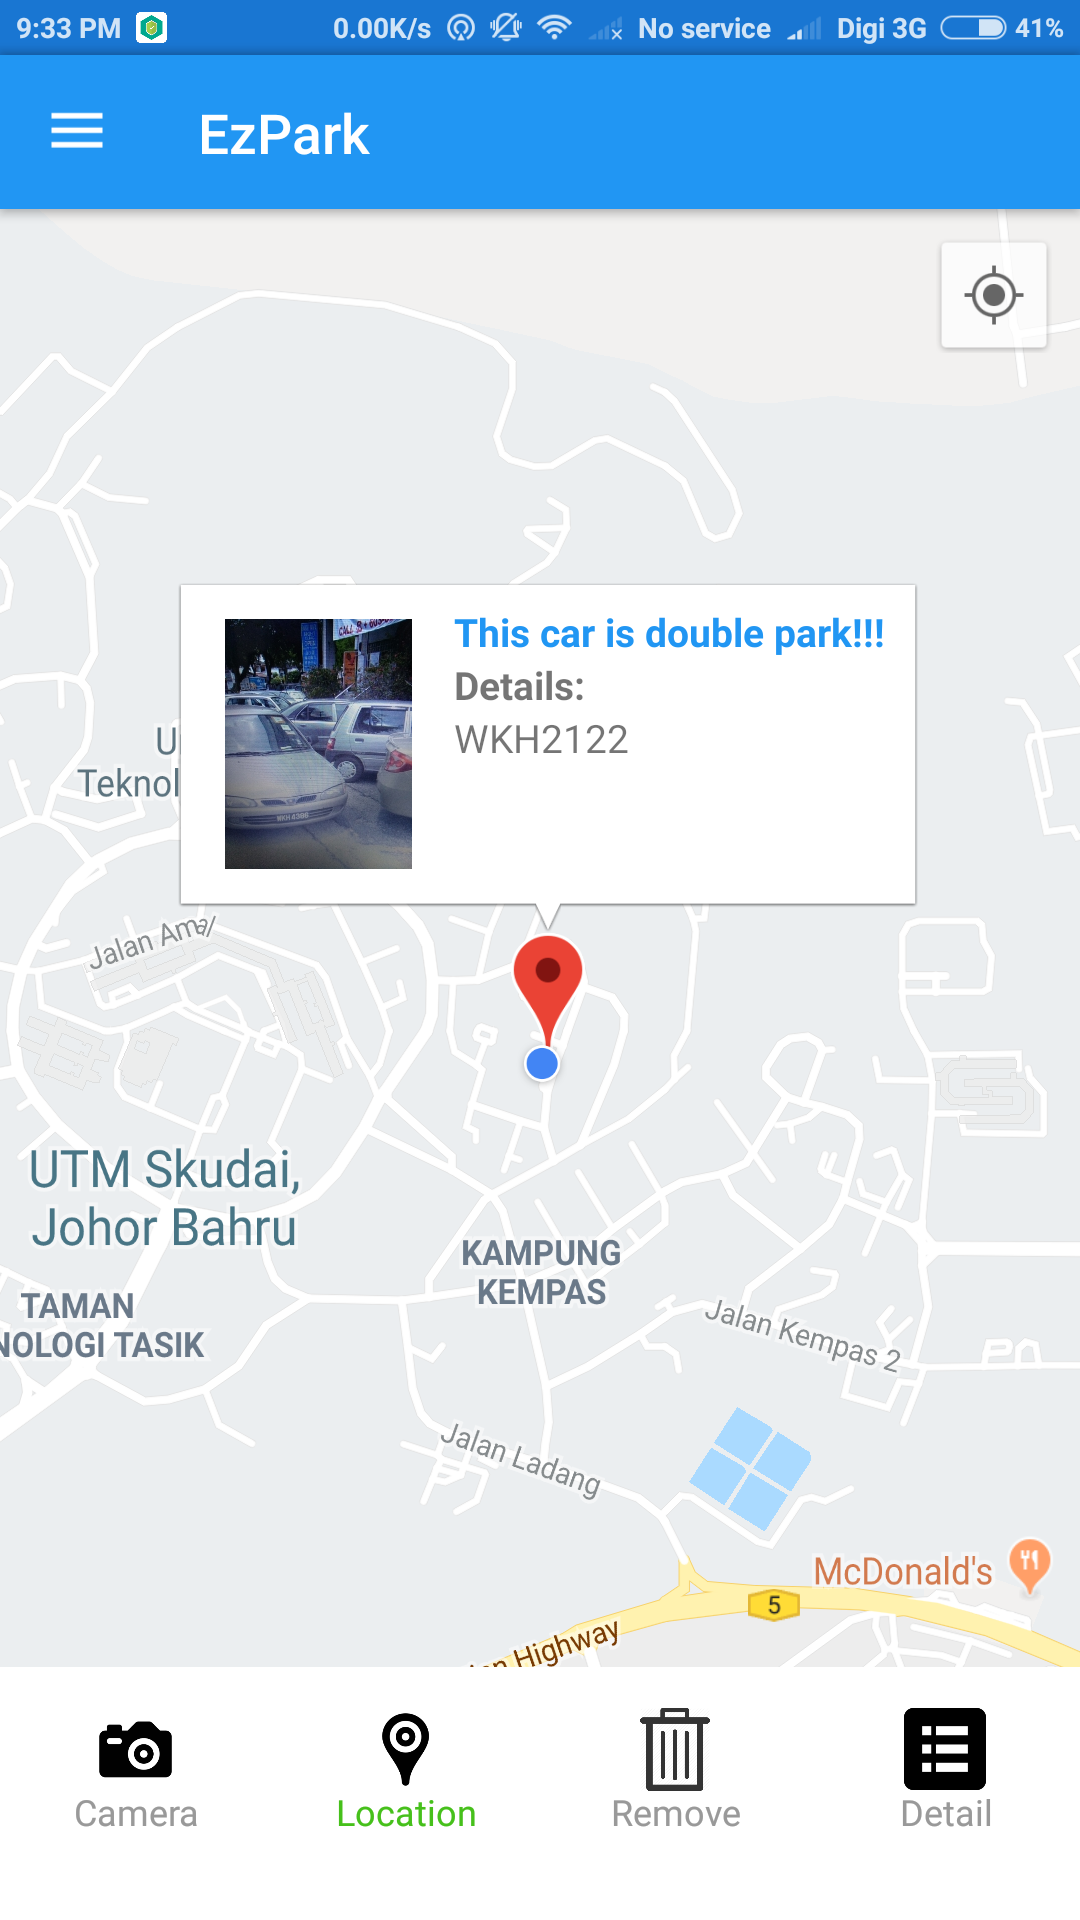 9:33 PM 0.00K/s No service Digi 3G 41%
EzPark
This car is double park!!!
Details:
WKH2122
U
Teknol
Jalan Amal
UTM Skudai,
Johor Bahru
KAMPUNG
KEMPAS
TAMAN
NOLOGI TASIK
Jalan Kempas 2
Jalan Ladang
McDonald's
5
Highway
Camera
Location
Remove
Detail